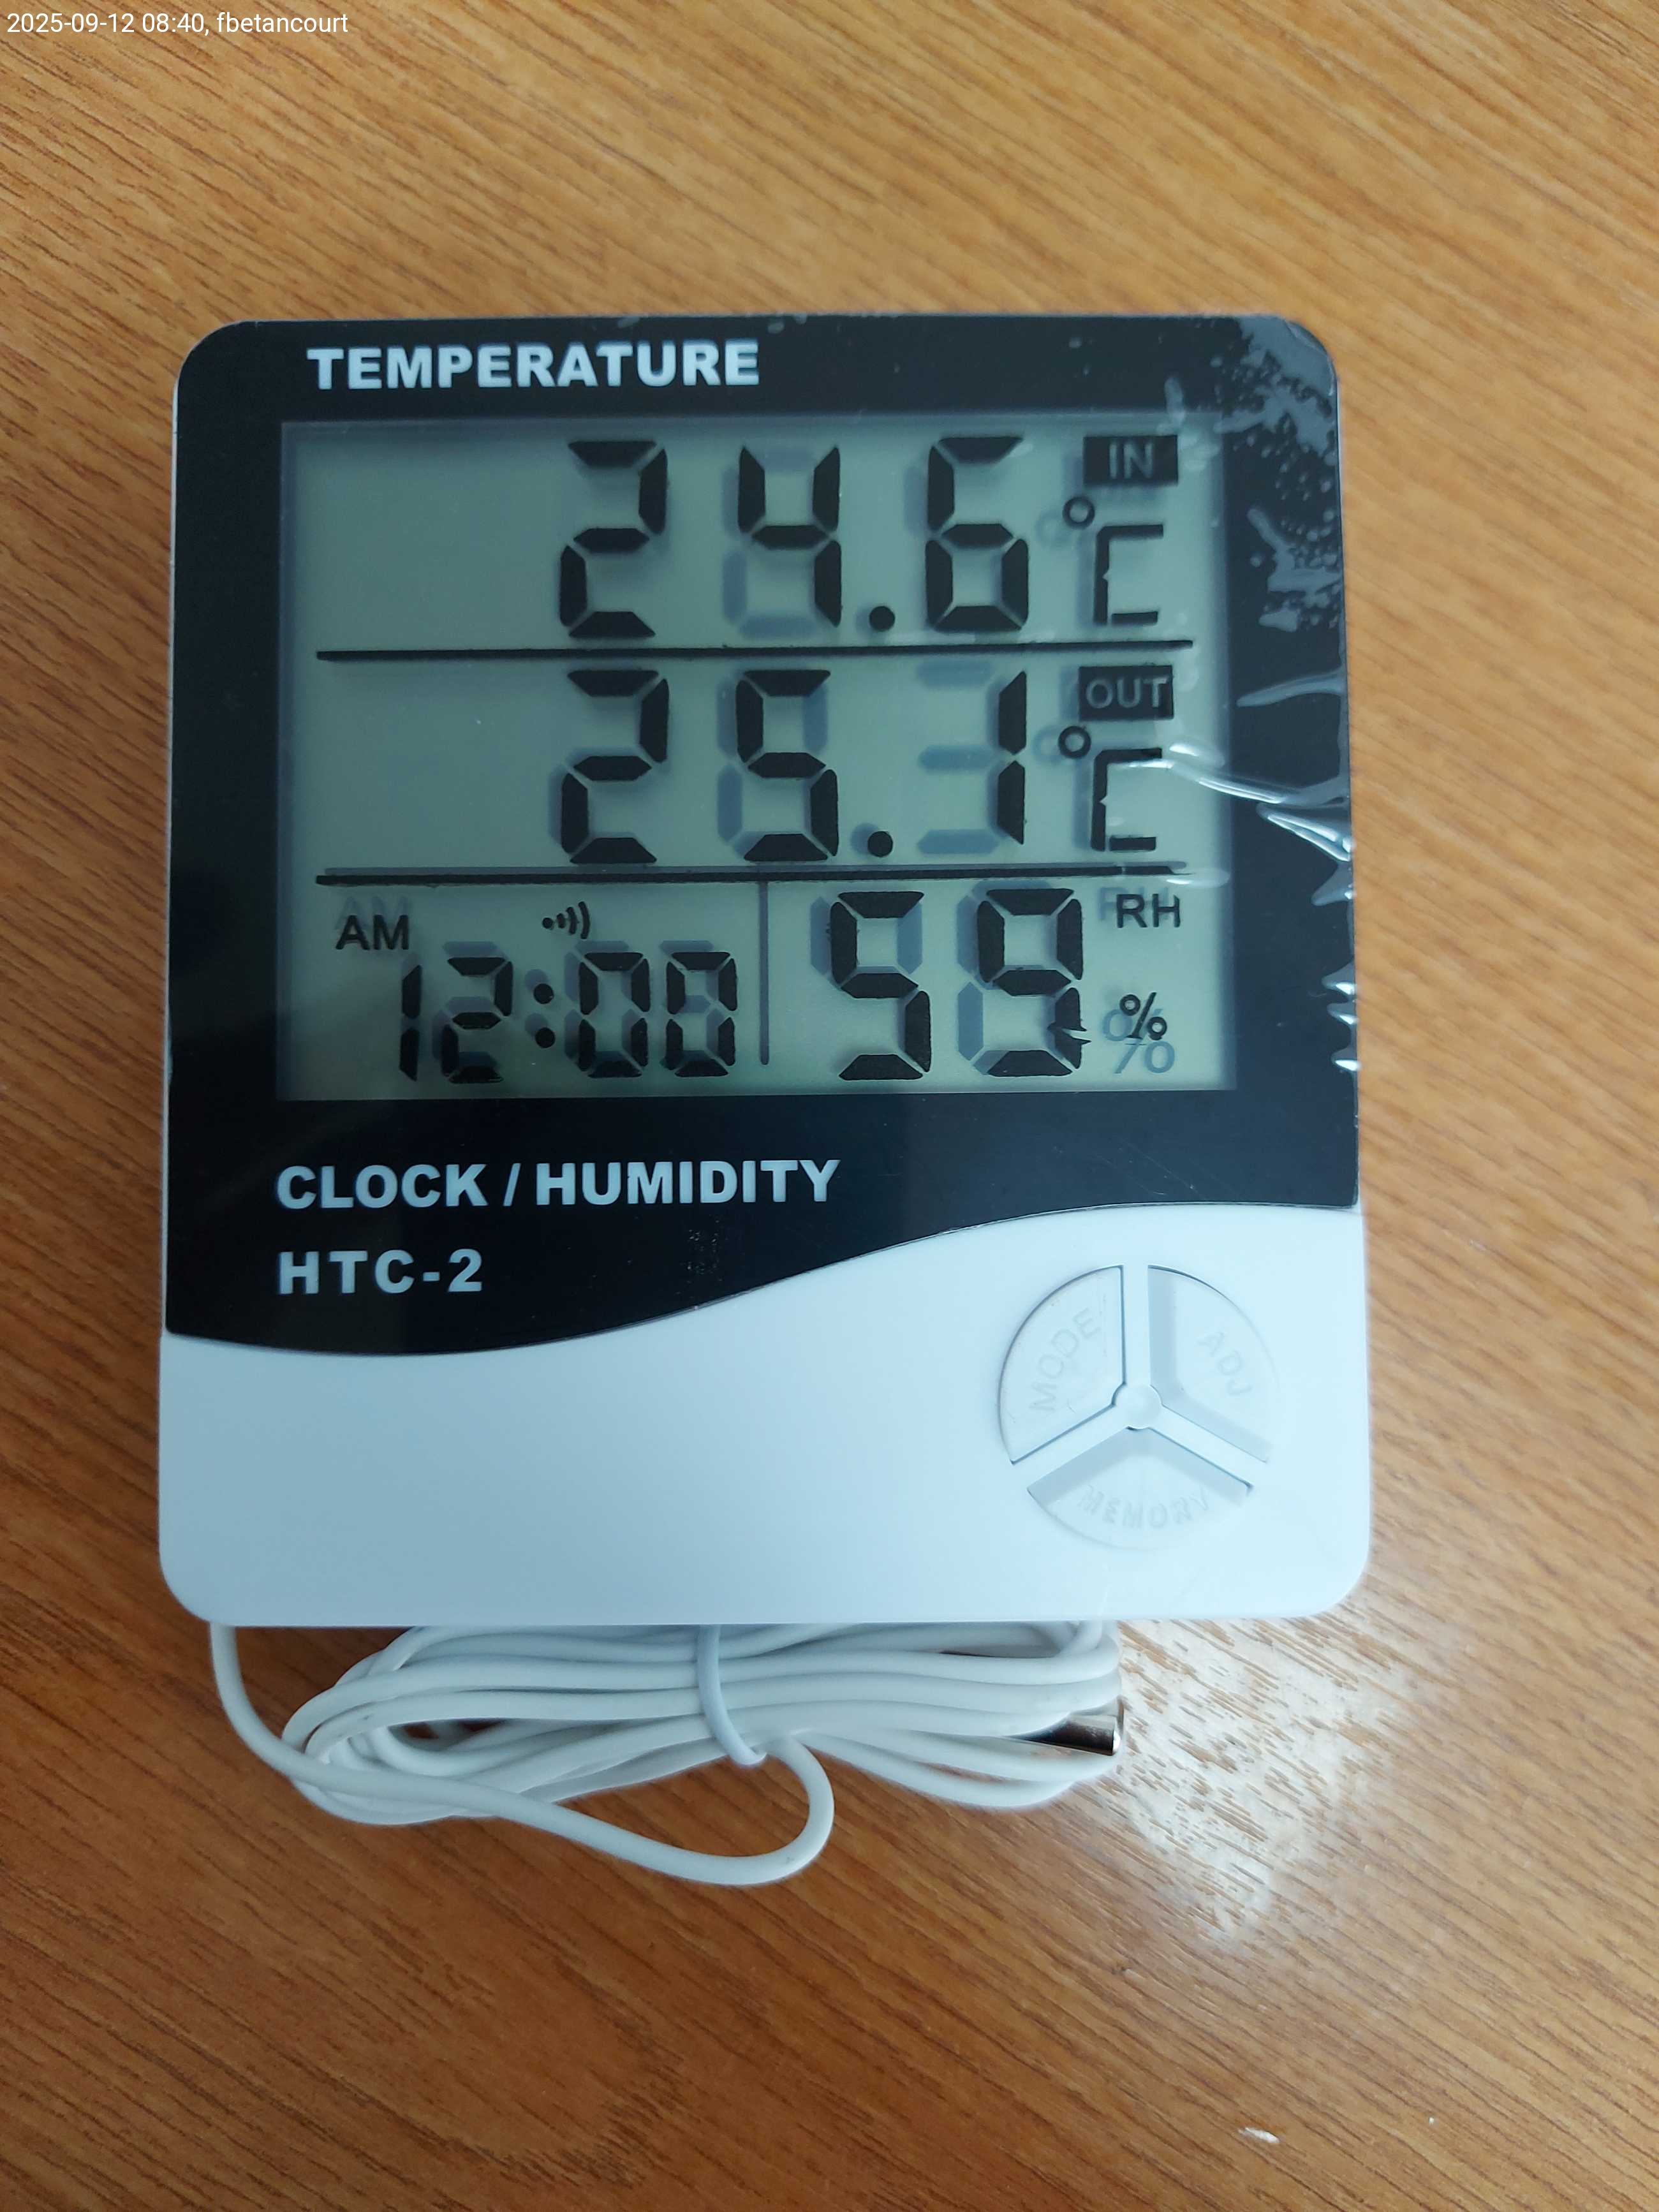 2025-09-12 08:40, fbetancourt
TEMPERATURE
IN
24.6 °C
OUT
25.1 °C
AM
12:00
59
RH
%
CLOCK / HUMIDITY
HTC-2
MODE
ADJ
MEMORY